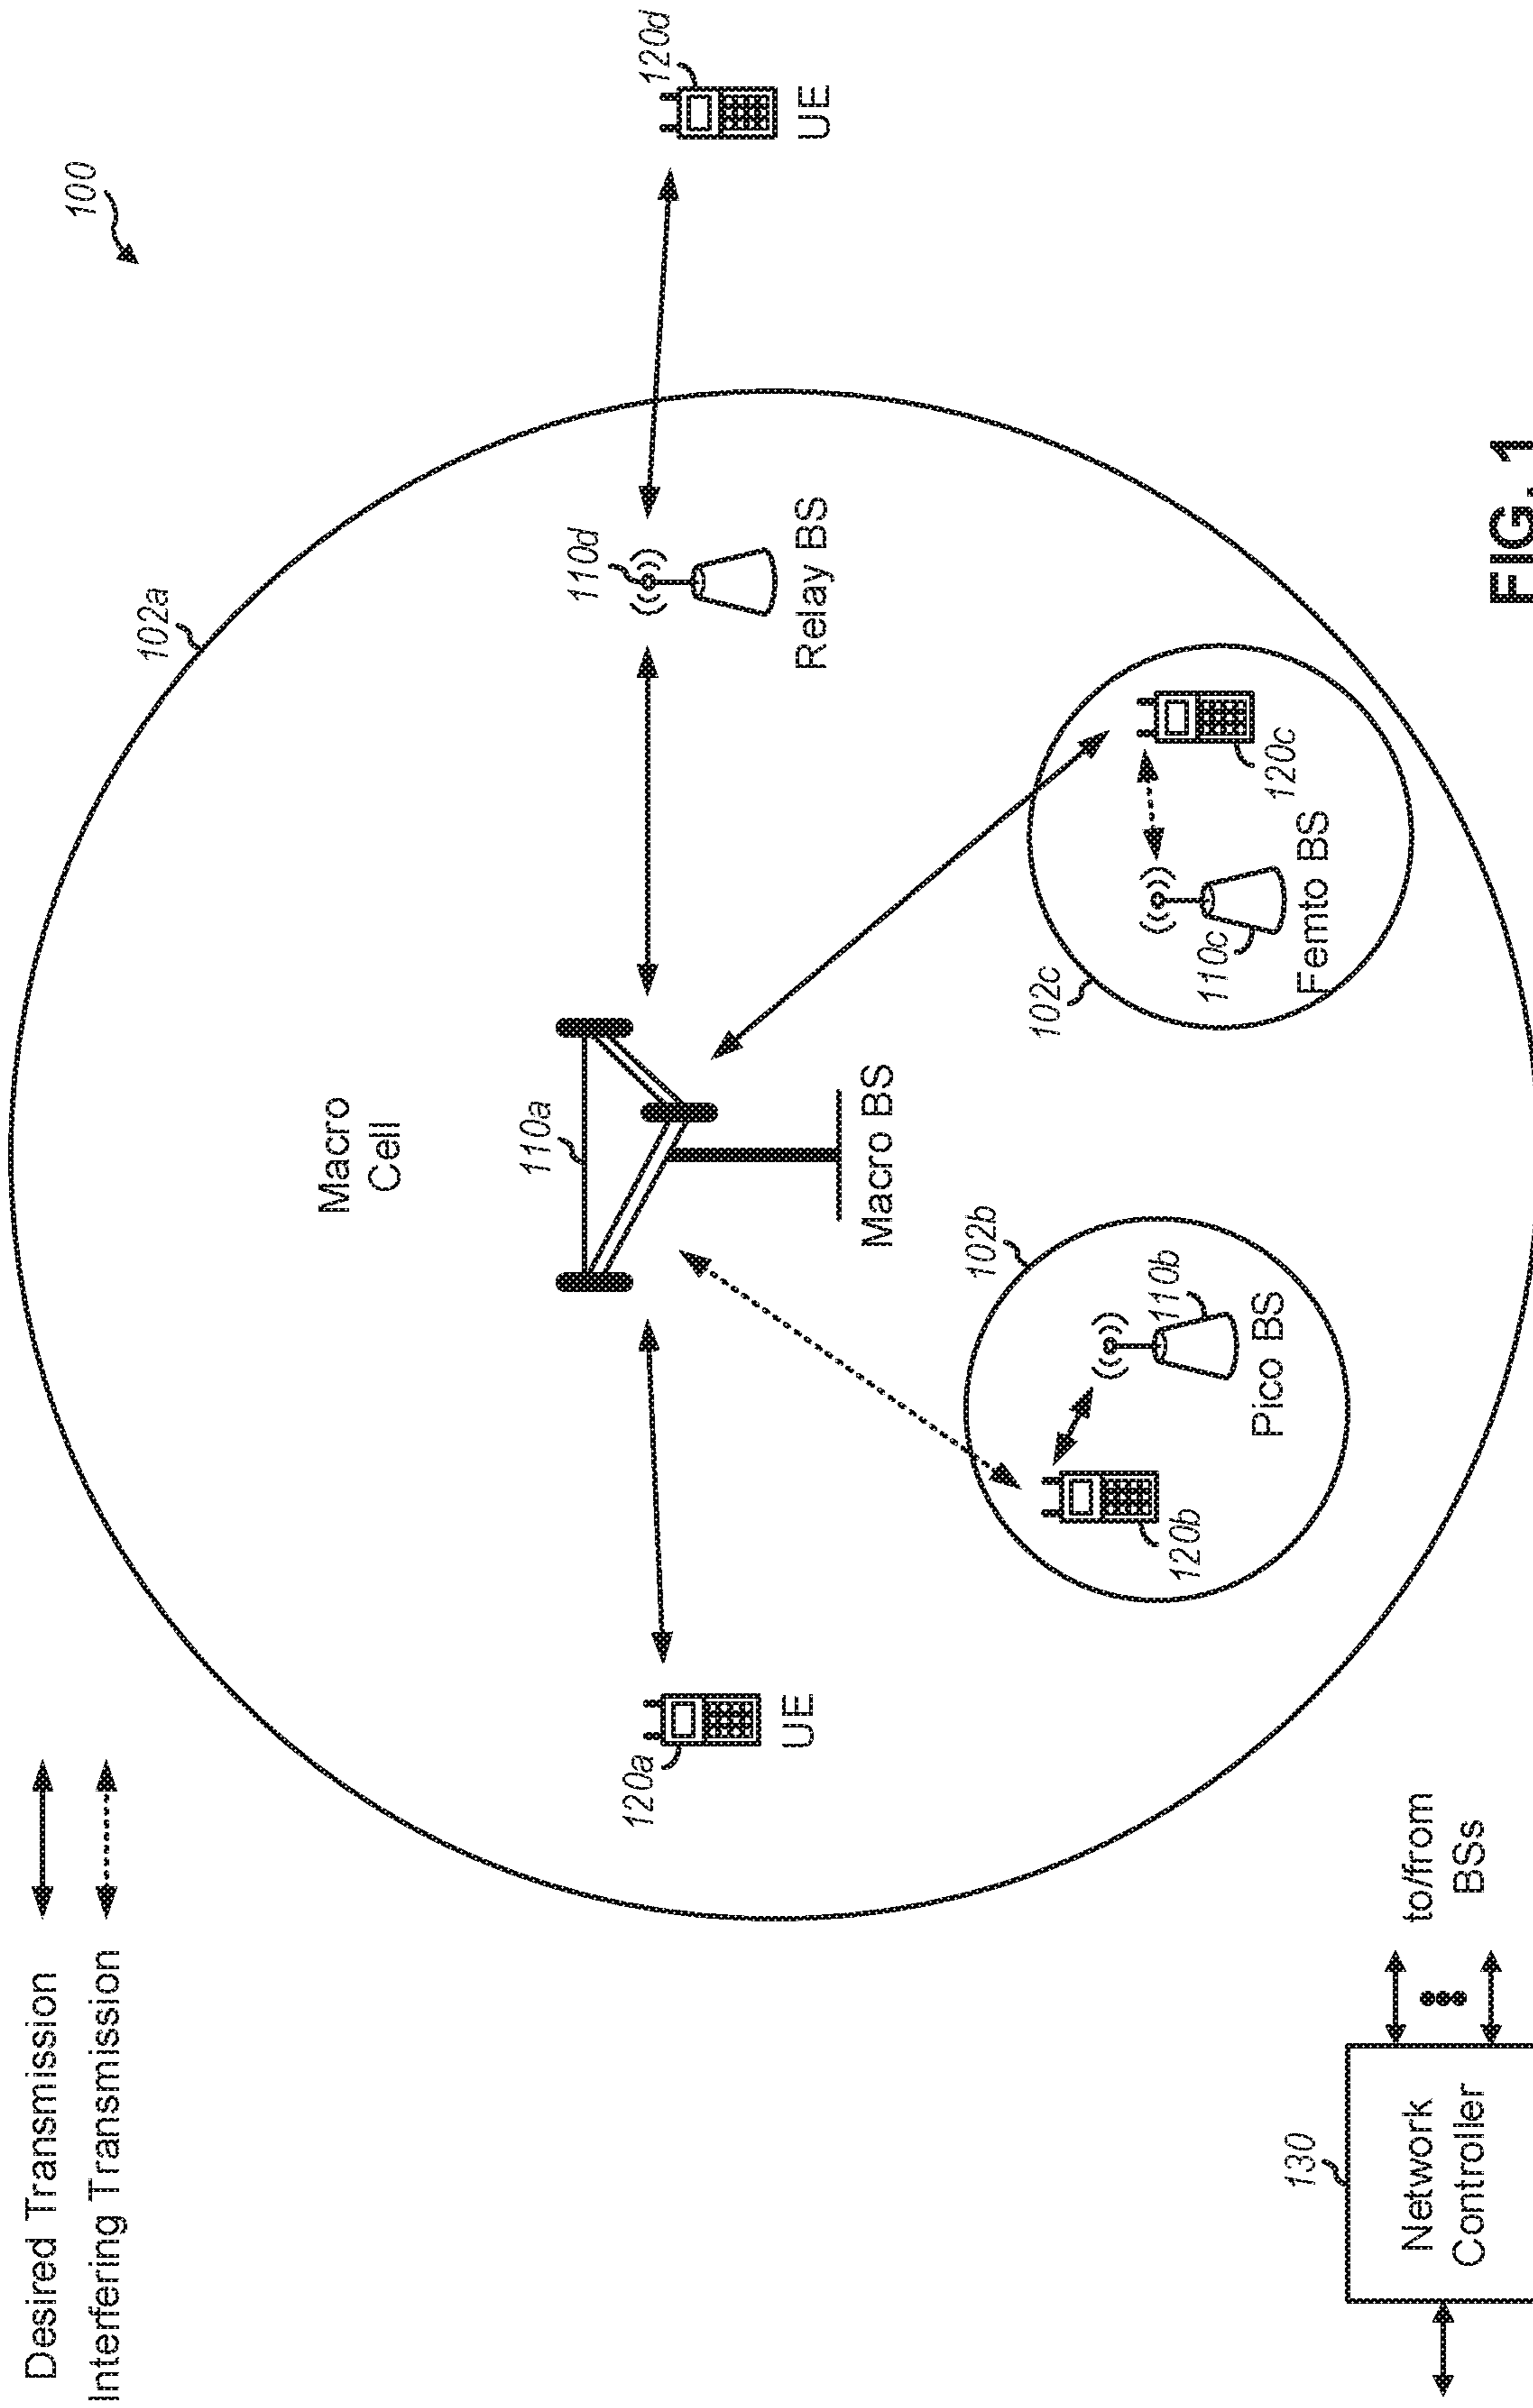 Desired Transmission
Interfering Transmission
100
102a
Macro
Cell
110a
Macro BS
110d
Relay BS
120d
UE
120a
UE
102b
110b
Pico BS
120b
102c
110c
Femto BS
120c
130
Network
Controller
to/from
BSs
FIG. 1